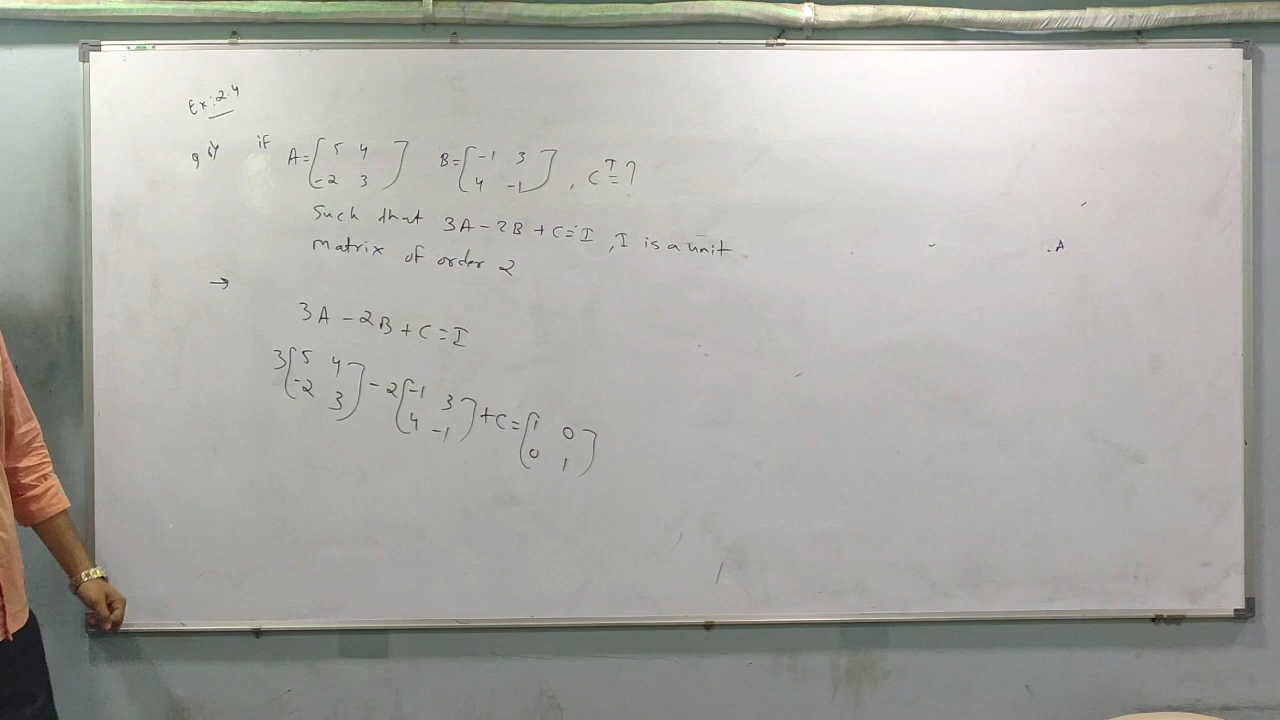 Ex: 2.4
if A = [ 5 4 ] B = [ -1 3 ] , C^T = ?
[ -2 3 ] [ 4 -1 ]
Such that 3A - 2B + C = I , I is a unit
matrix of order 2
→
3A - 2B + C = I
3 [ 5 4 ] - 2 [ -1 3 ] + C = [ 1 0 ]
[ -2 3 ] [ 4 -1 ] [ 0 1 ]
. A